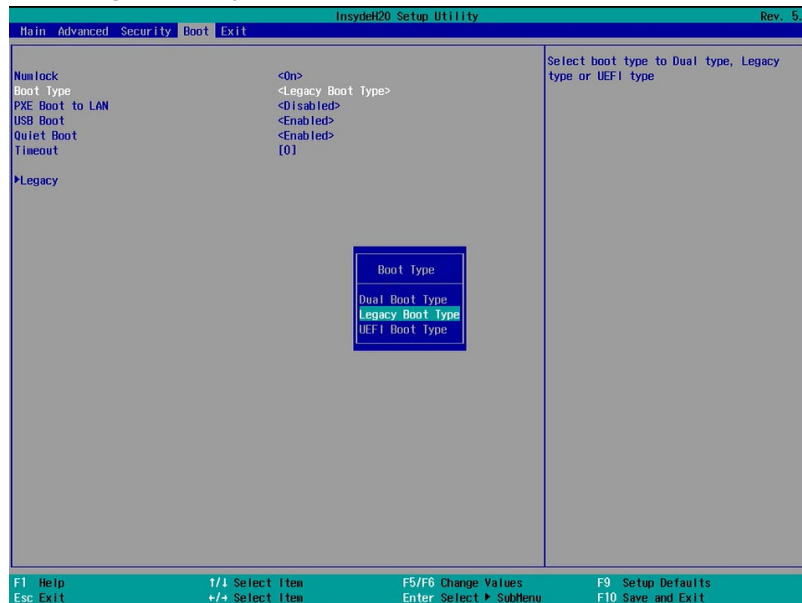 InsydeH20 Setup Utility Rev. 5.
Main Advanced Security Boot Exit
Select boot type to Dual type, Legacy
type or UEFI type
Numlock <On>
Boot Type <Legacy Boot Type>
PXE Boot to LAN <Disabled>
USB Boot <Enabled>
Quiet Boot <Enabled>
Timeout [0]
▶Legacy
Boot Type
Dual Boot Type
Legacy Boot Type
UEFI Boot Type
F1 Help ↑/↓ Select Item F5/F6 Change Values F9 Setup Defaults
Esc Exit ←/→ Select Item Enter Select ▶ SubMenu F10 Save and Exit